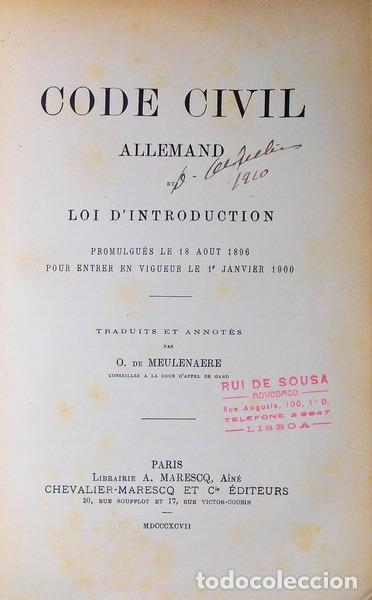 CODE CIVIL
ALLEMAND
ET
LOI D'INTRODUCTION
PROMULGUÉS LE 18 AOUT 1896
POUR ENTRER EN VIGUEUR LE 1er JANVIER 1900
1910
TRADUITS ET ANNOTÉS
PAR
O. DE MEULENAERE
CONSEILLER A LA COUR D'APPEL DE GAND
RUI DE SOUSA
ADVOGADO
Rua Augusta, 100, 1.º D.
TELEFONE 2 9847
LISBOA
PARIS
LIBRAIRIE A. MARESCQ, AÎNÉ
CHEVALIER-MARESCQ ET Cie ÉDITEURS
20, RUE SOUFFLOT ET 17, RUE VICTOR-COUSIN
MDCCCXCVII
todocoleccion